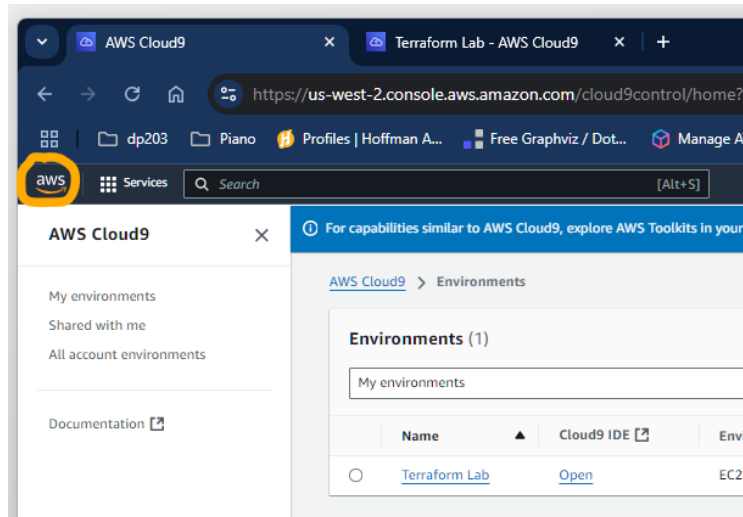 AWS Cloud9
Terraform Lab - AWS Cloud9
https://us-west-2.console.aws.amazon.com/cloud9control/home?
dp203 Piano Profiles | Hoffman A... Free Graphviz / Dot... Manage A
aws Services Search [Alt+S]
AWS Cloud9
For capabilities similar to AWS Cloud9, explore AWS Toolkits in your
My environments
Shared with me
All account environments
Documentation
AWS Cloud9 > Environments
Environments (1)
My environments
Name Cloud9 IDE Envi
Terraform Lab Open EC2